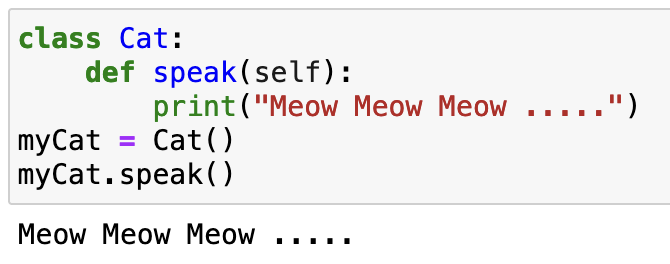 class Cat:
    def speak(self):
        print("Meow Meow Meow .....")
myCat = Cat()
myCat.speak()
Meow Meow Meow .....